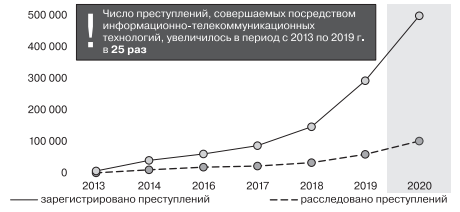 500 000
400 000
300 000
200 000
100 000
0
! Число преступлений, совершаемых посредством
информационно-телекоммуникационных
технологий, увеличилось в период с 2013 по 2019 г.
в 25 раз
2013 2014 2016 2017 2018 2019 2020
зарегистрировано преступлений расследовано преступлений